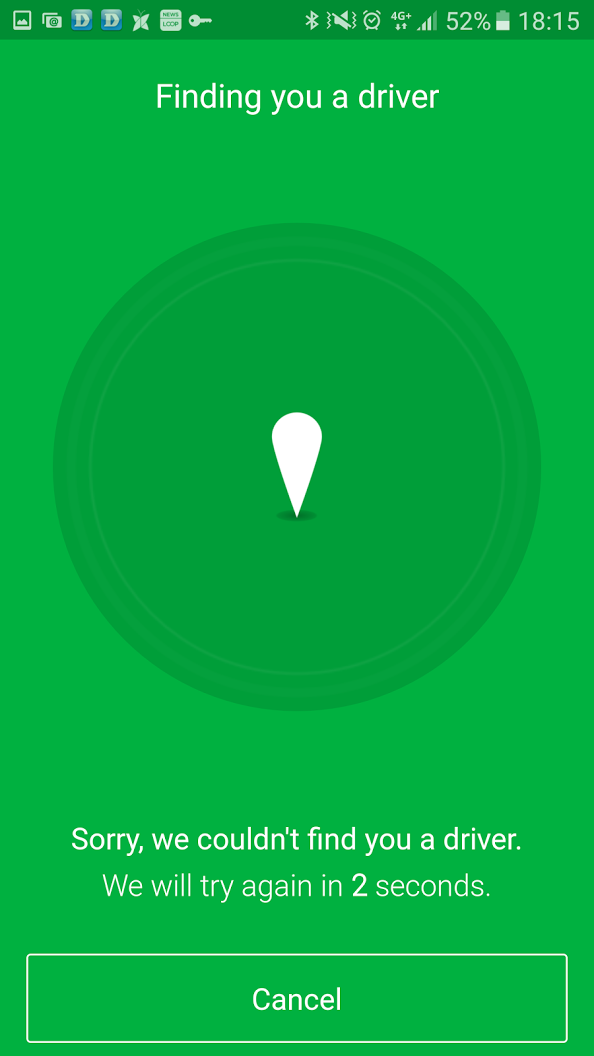 NEWS 4G+ 52% 18:15
LOOP
Finding you a driver
Sorry, we couldn't find you a driver.
We will try again in 2 seconds.
Cancel